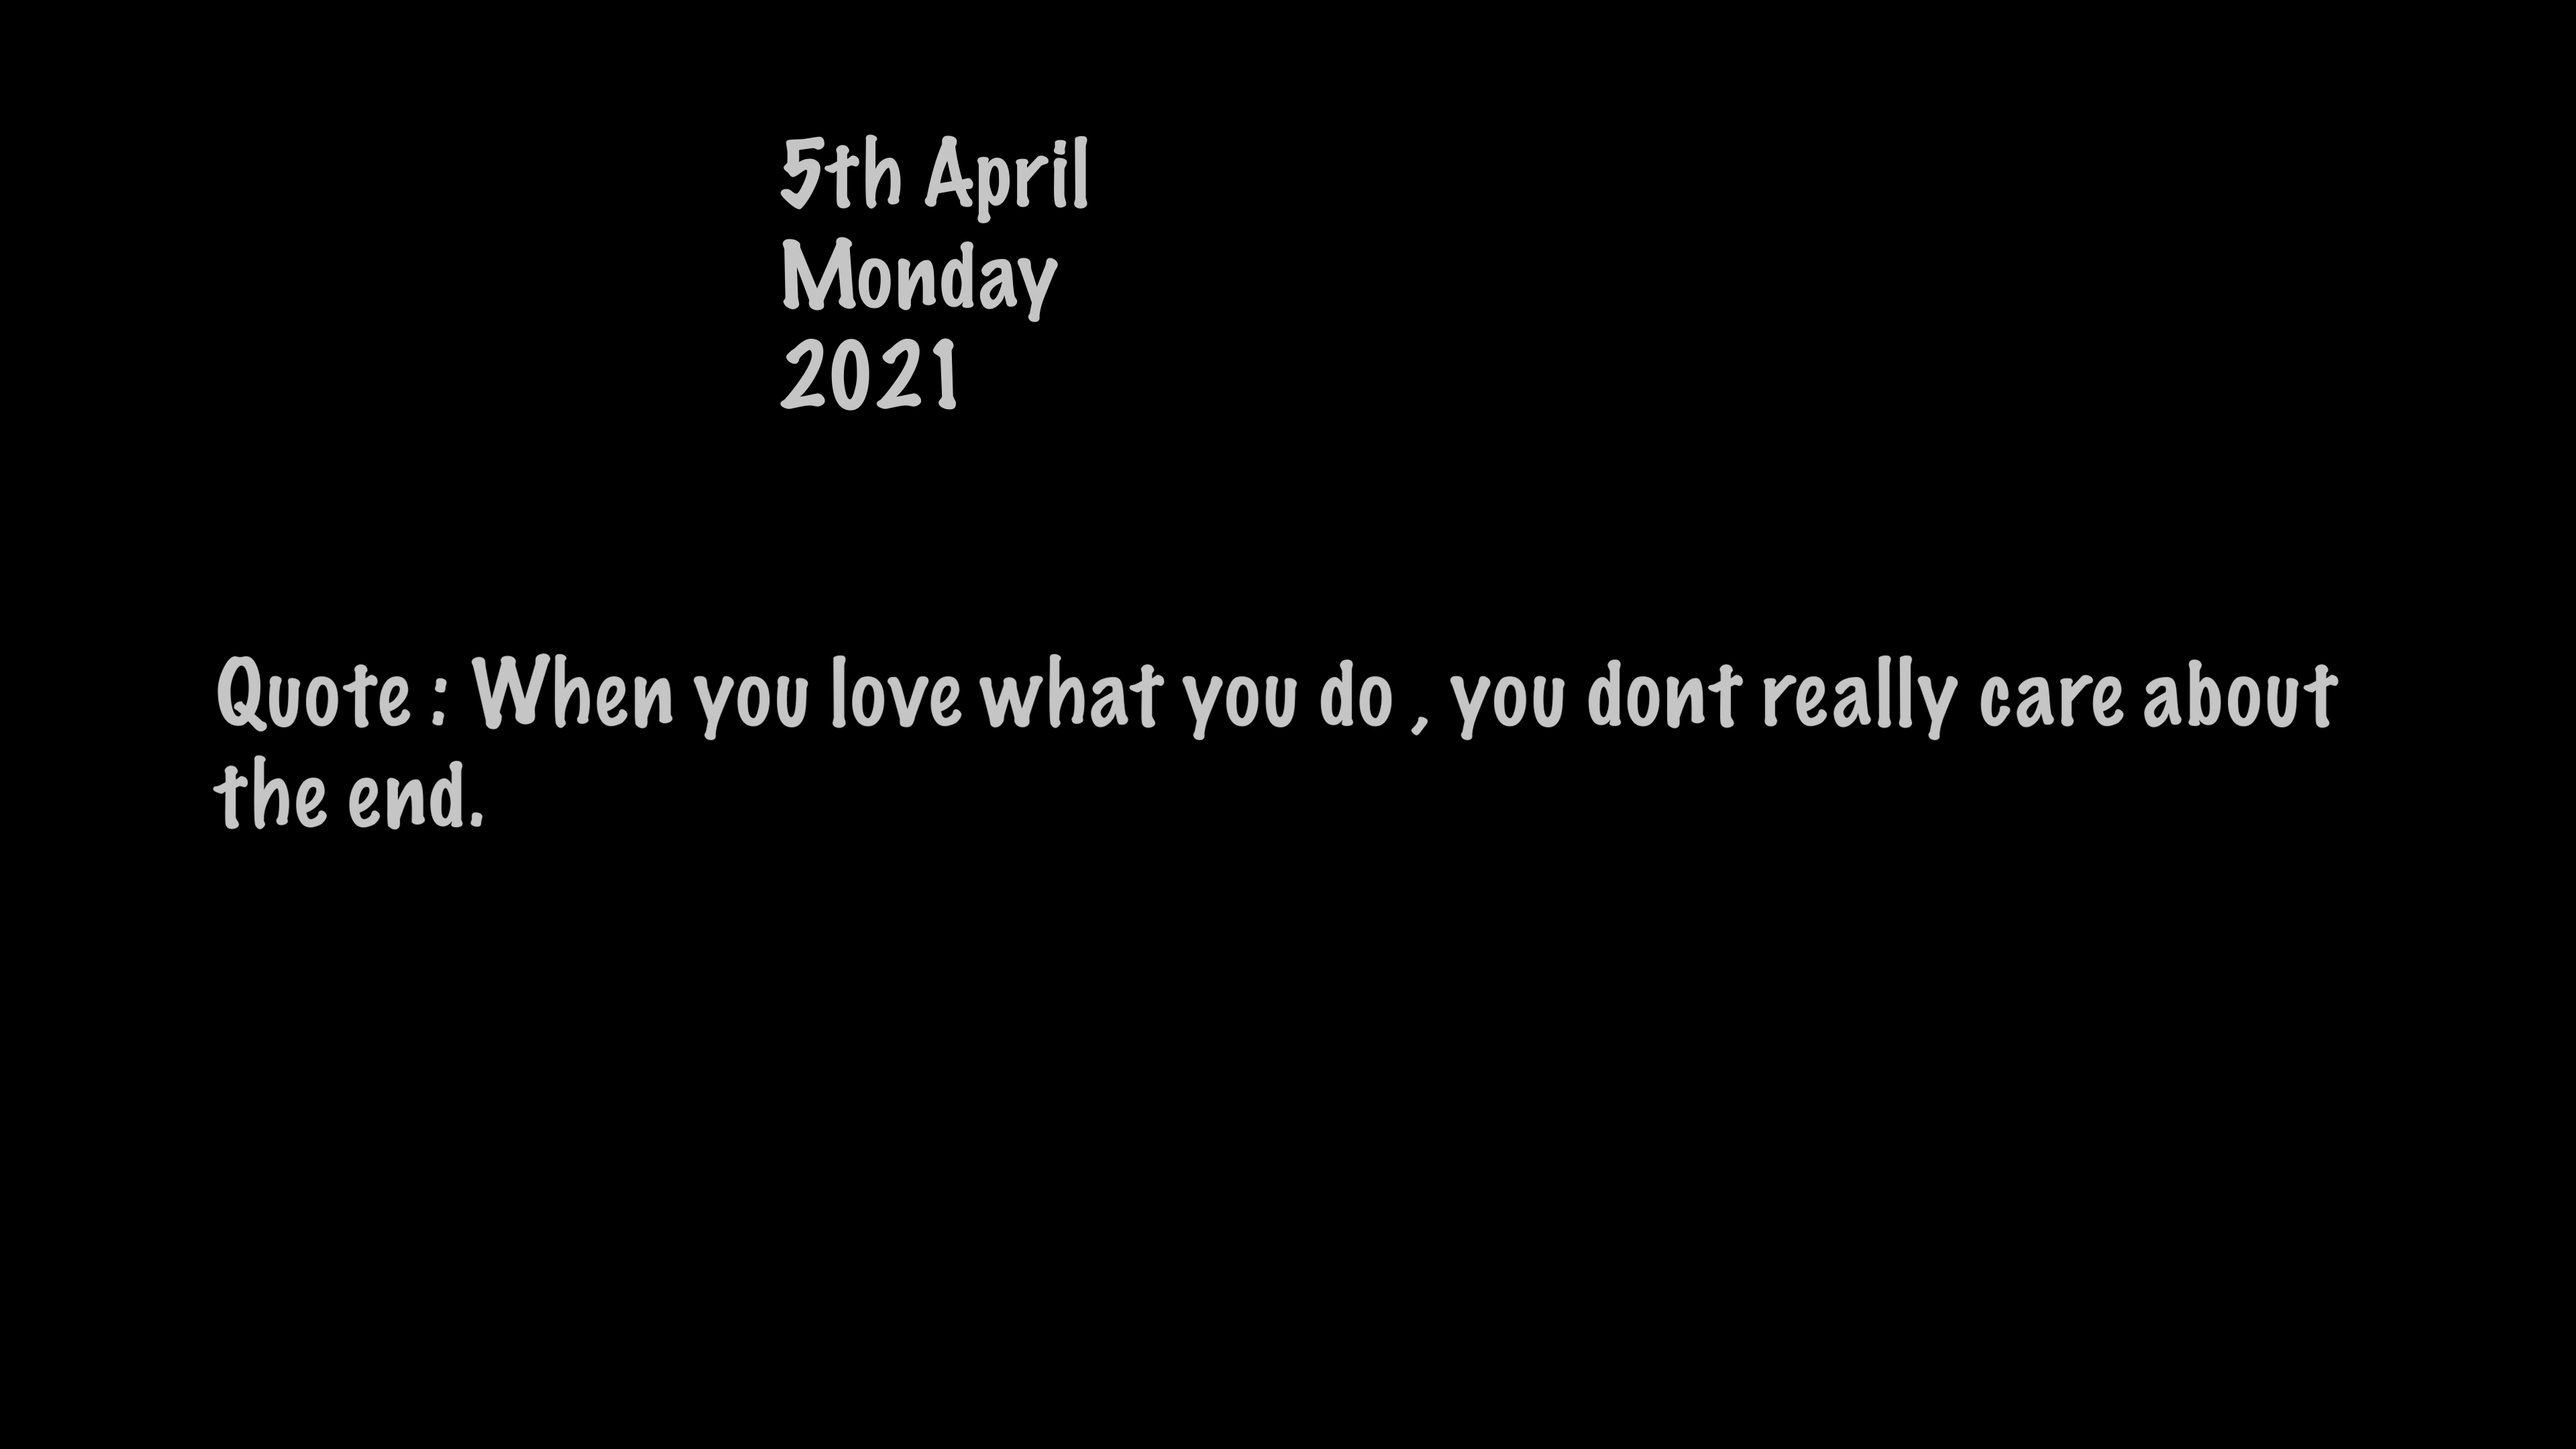 5th April
Monday
2021
Quote : When you love what you do , you dont really care about
the end.